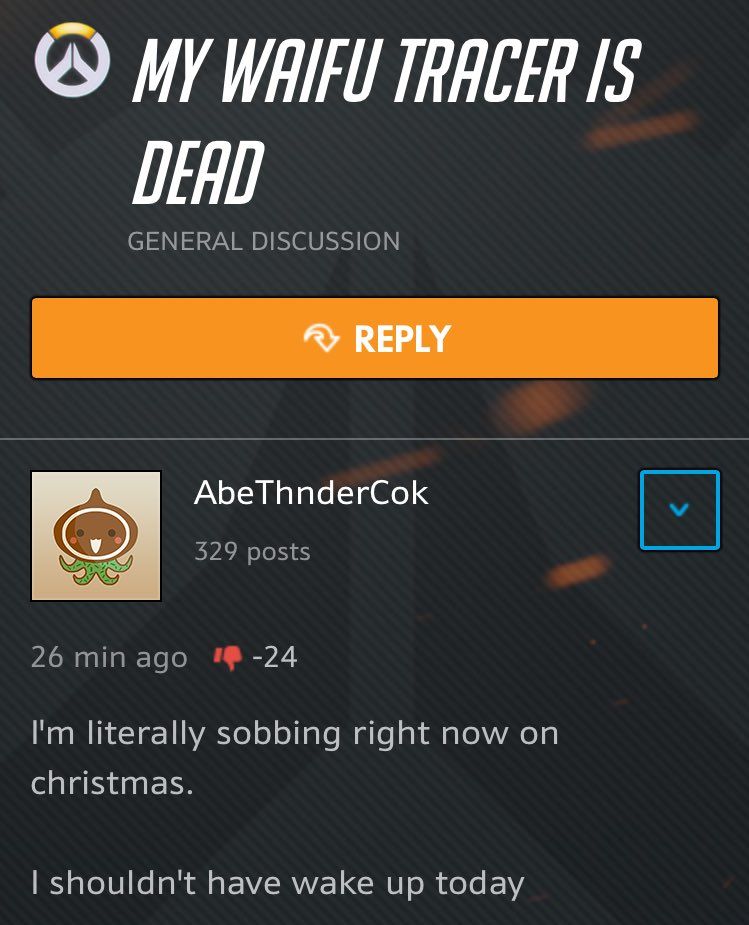 MY WAIFU TRACER IS
DEAD
GENERAL DISCUSSION
REPLY
AbeThnderCok
329 posts
26 min ago -24
I'm literally sobbing right now on
christmas.
I shouldn't have wake up today